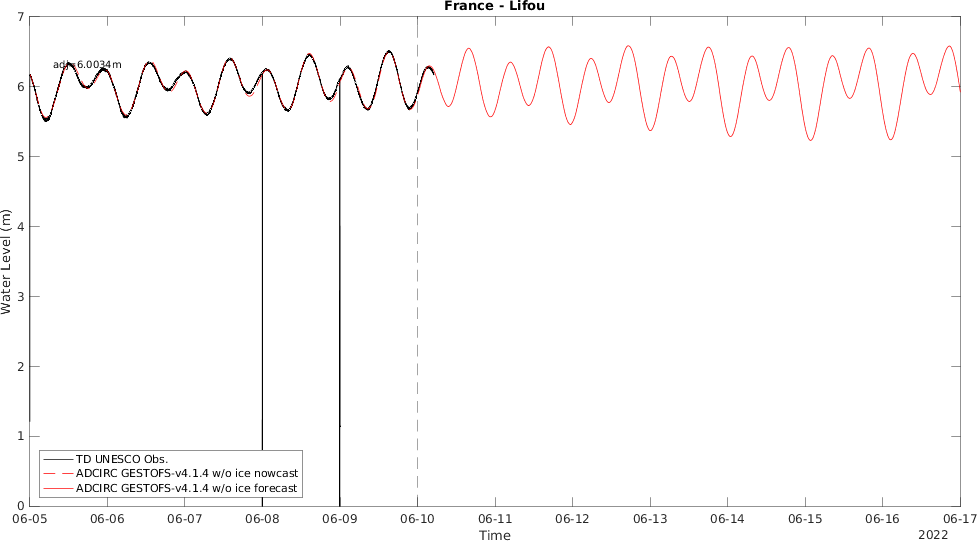 France - Lifou
7
6
5
4
3
2
1
0
Water Level (m)
adj=6.0034m
TD UNESCO Obs.
ADCIRC GESTOFS-v4.1.4 w/o ice nowcast
ADCIRC GESTOFS-v4.1.4 w/o ice forecast
06-05 06-06 06-07 06-08 06-09 06-10 06-11 06-12 06-13 06-14 06-15 06-16 06-17
Time
2022